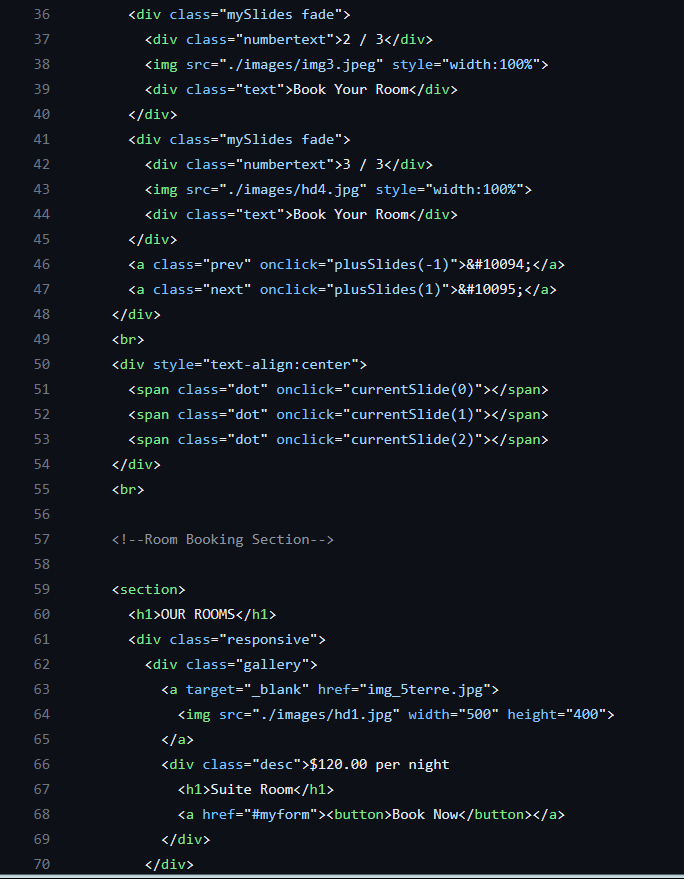 36 <div class="mySlides fade">
37 <div class="numbertext">2 / 3</div>
38 <img src="./images/img3.jpeg" style="width:100%">
39 <div class="text">Book Your Room</div>
40 </div>
41 <div class="mySlides fade">
42 <div class="numbertext">3 / 3</div>
43 <img src="./images/hd4.jpg" style="width:100%">
44 <div class="text">Book Your Room</div>
45 </div>
46 <a class="prev" onclick="plusSlides(-1)">&#10094;</a>
47 <a class="next" onclick="plusSlides(1)">&#10095;</a>
48 </div>
49 <br>
50 <div style="text-align:center">
51 <span class="dot" onclick="currentSlide(0)"></span>
52 <span class="dot" onclick="currentSlide(1)"></span>
53 <span class="dot" onclick="currentSlide(2)"></span>
54 </div>
55 <br>
56
57 <!--Room Booking Section-->
58
59 <section>
60 <h1>OUR ROOMS</h1>
61 <div class="responsive">
62 <div class="gallery">
63 <a target="_blank" href="img_5terre.jpg">
64 <img src="./images/hd1.jpg" width="500" height="400">
65 </a>
66 <div class="desc">$120.00 per night
67 <h1>Suite Room</h1>
68 <a href="#myform"><button>Book Now</button></a>
69 </div>
70 </div>